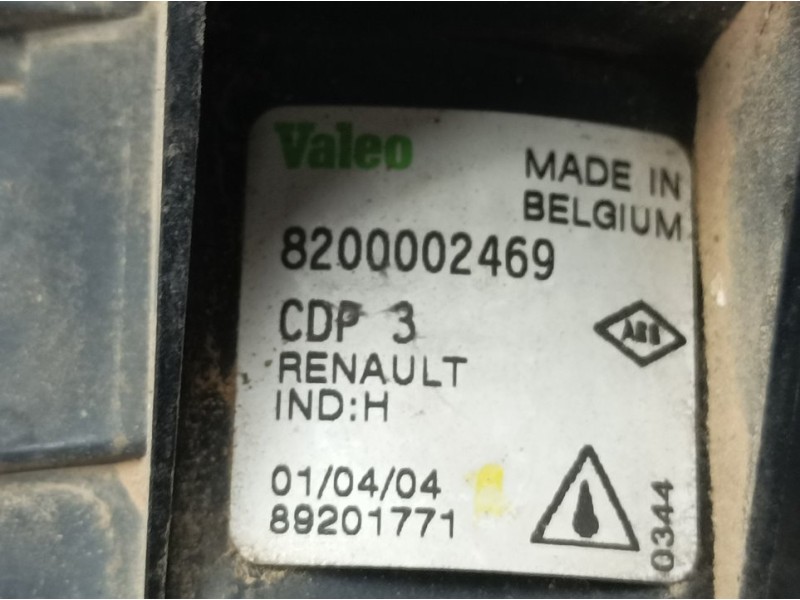 Valeo
MADE IN
BELGIUM
8200002469
CDP 3
RENAULT
IND:H
01/04/04
89201771
0344